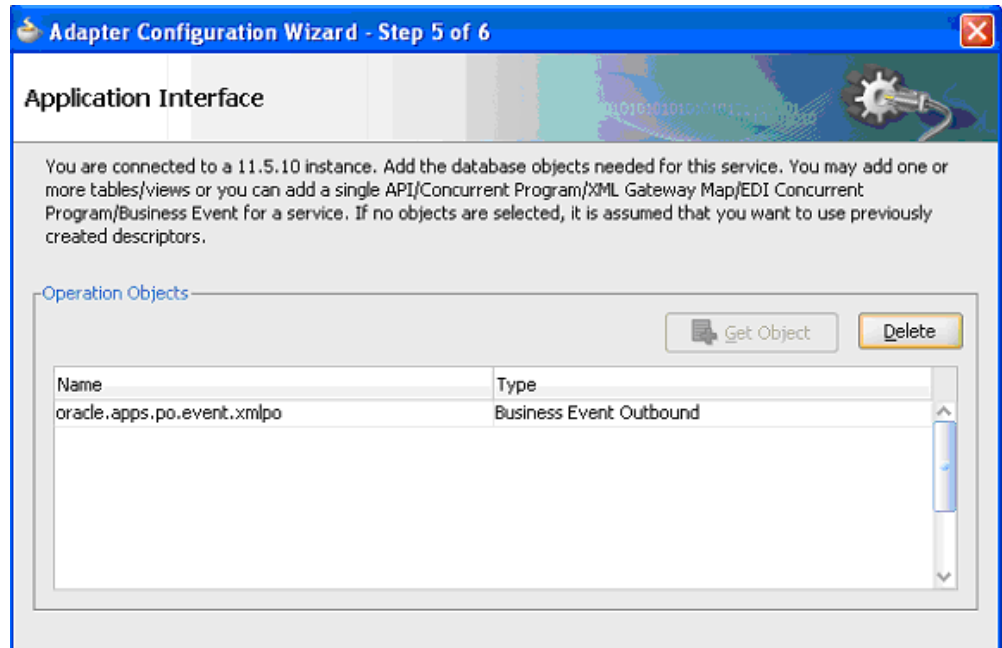 Adapter Configuration Wizard - Step 5 of 6
Application Interface
You are connected to a 11.5.10 instance. Add the database objects needed for this service. You may add one or
more tables/views or you can add a single API/Concurrent Program/XML Gateway Map/EDI Concurrent
Program/Business Event for a service. If no objects are selected, it is assumed that you want to use previously
created descriptors.
Operation Objects
Get Object Delete
Name Type
oracle.apps.po.event.xmlpo Business Event Outbound